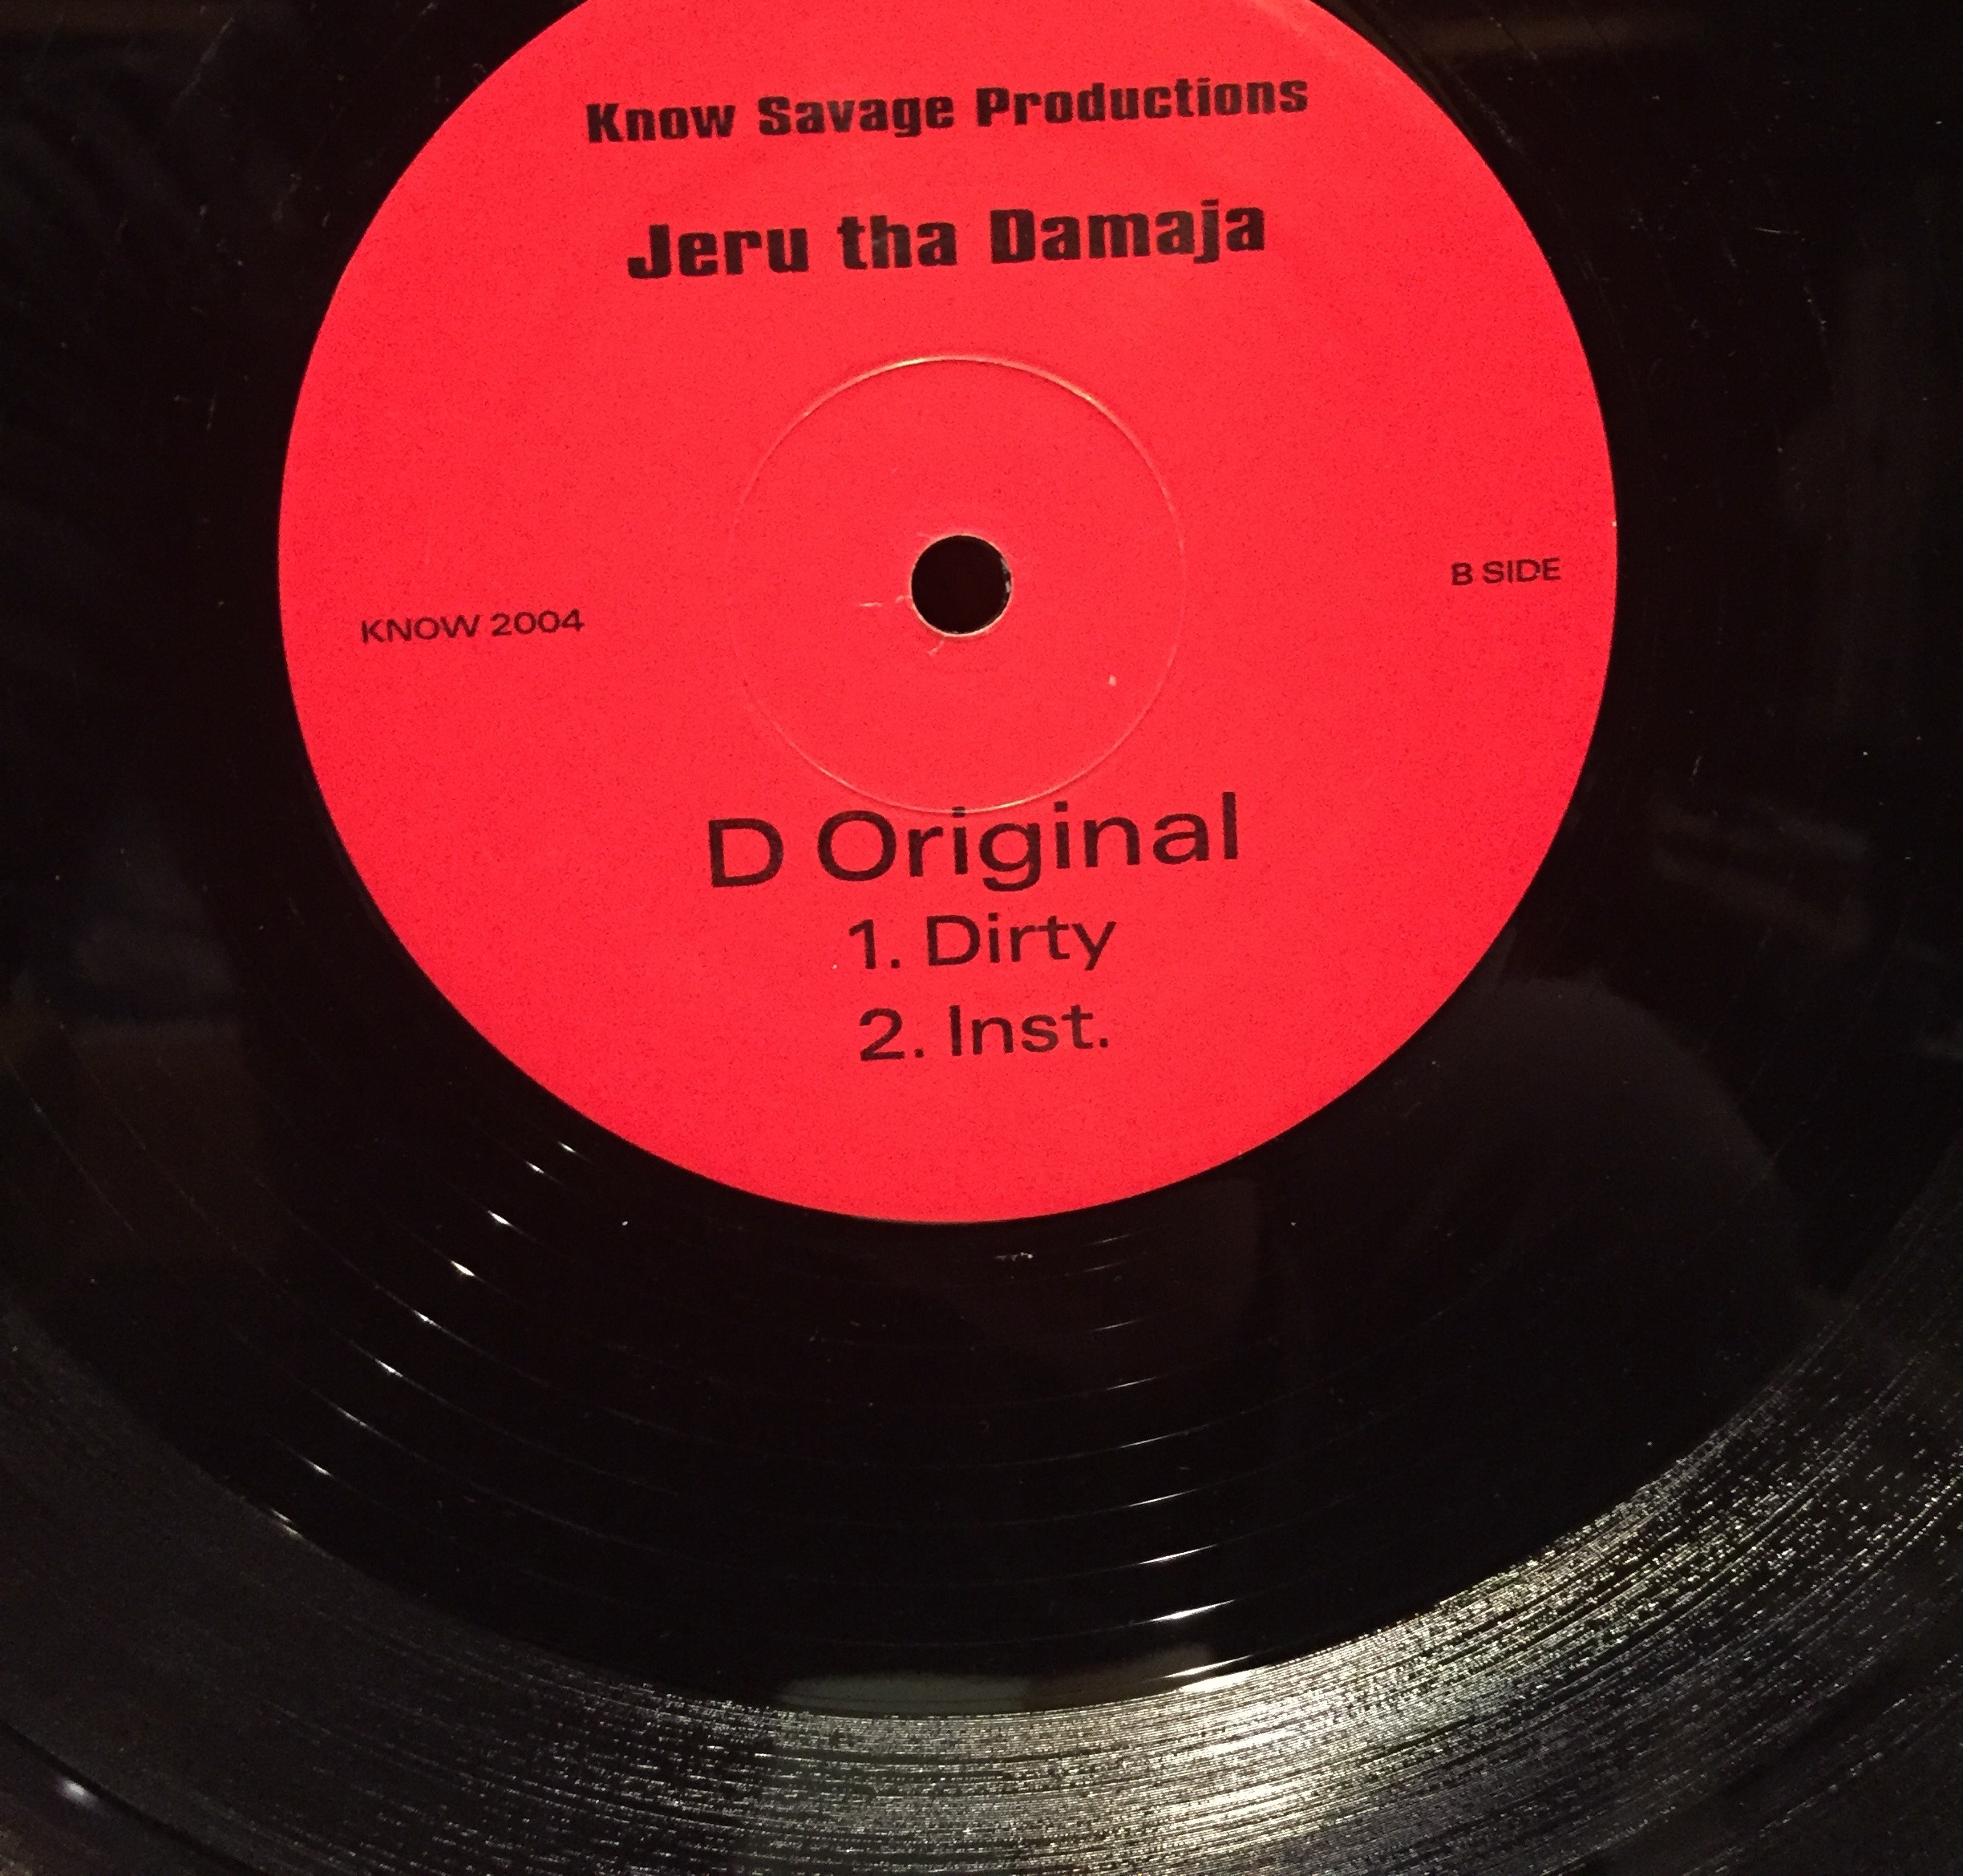 Know Savage Productions
Jeru tha Damaja
KNOW 2004
B SIDE
D Original
1. Dirty
2. Inst.